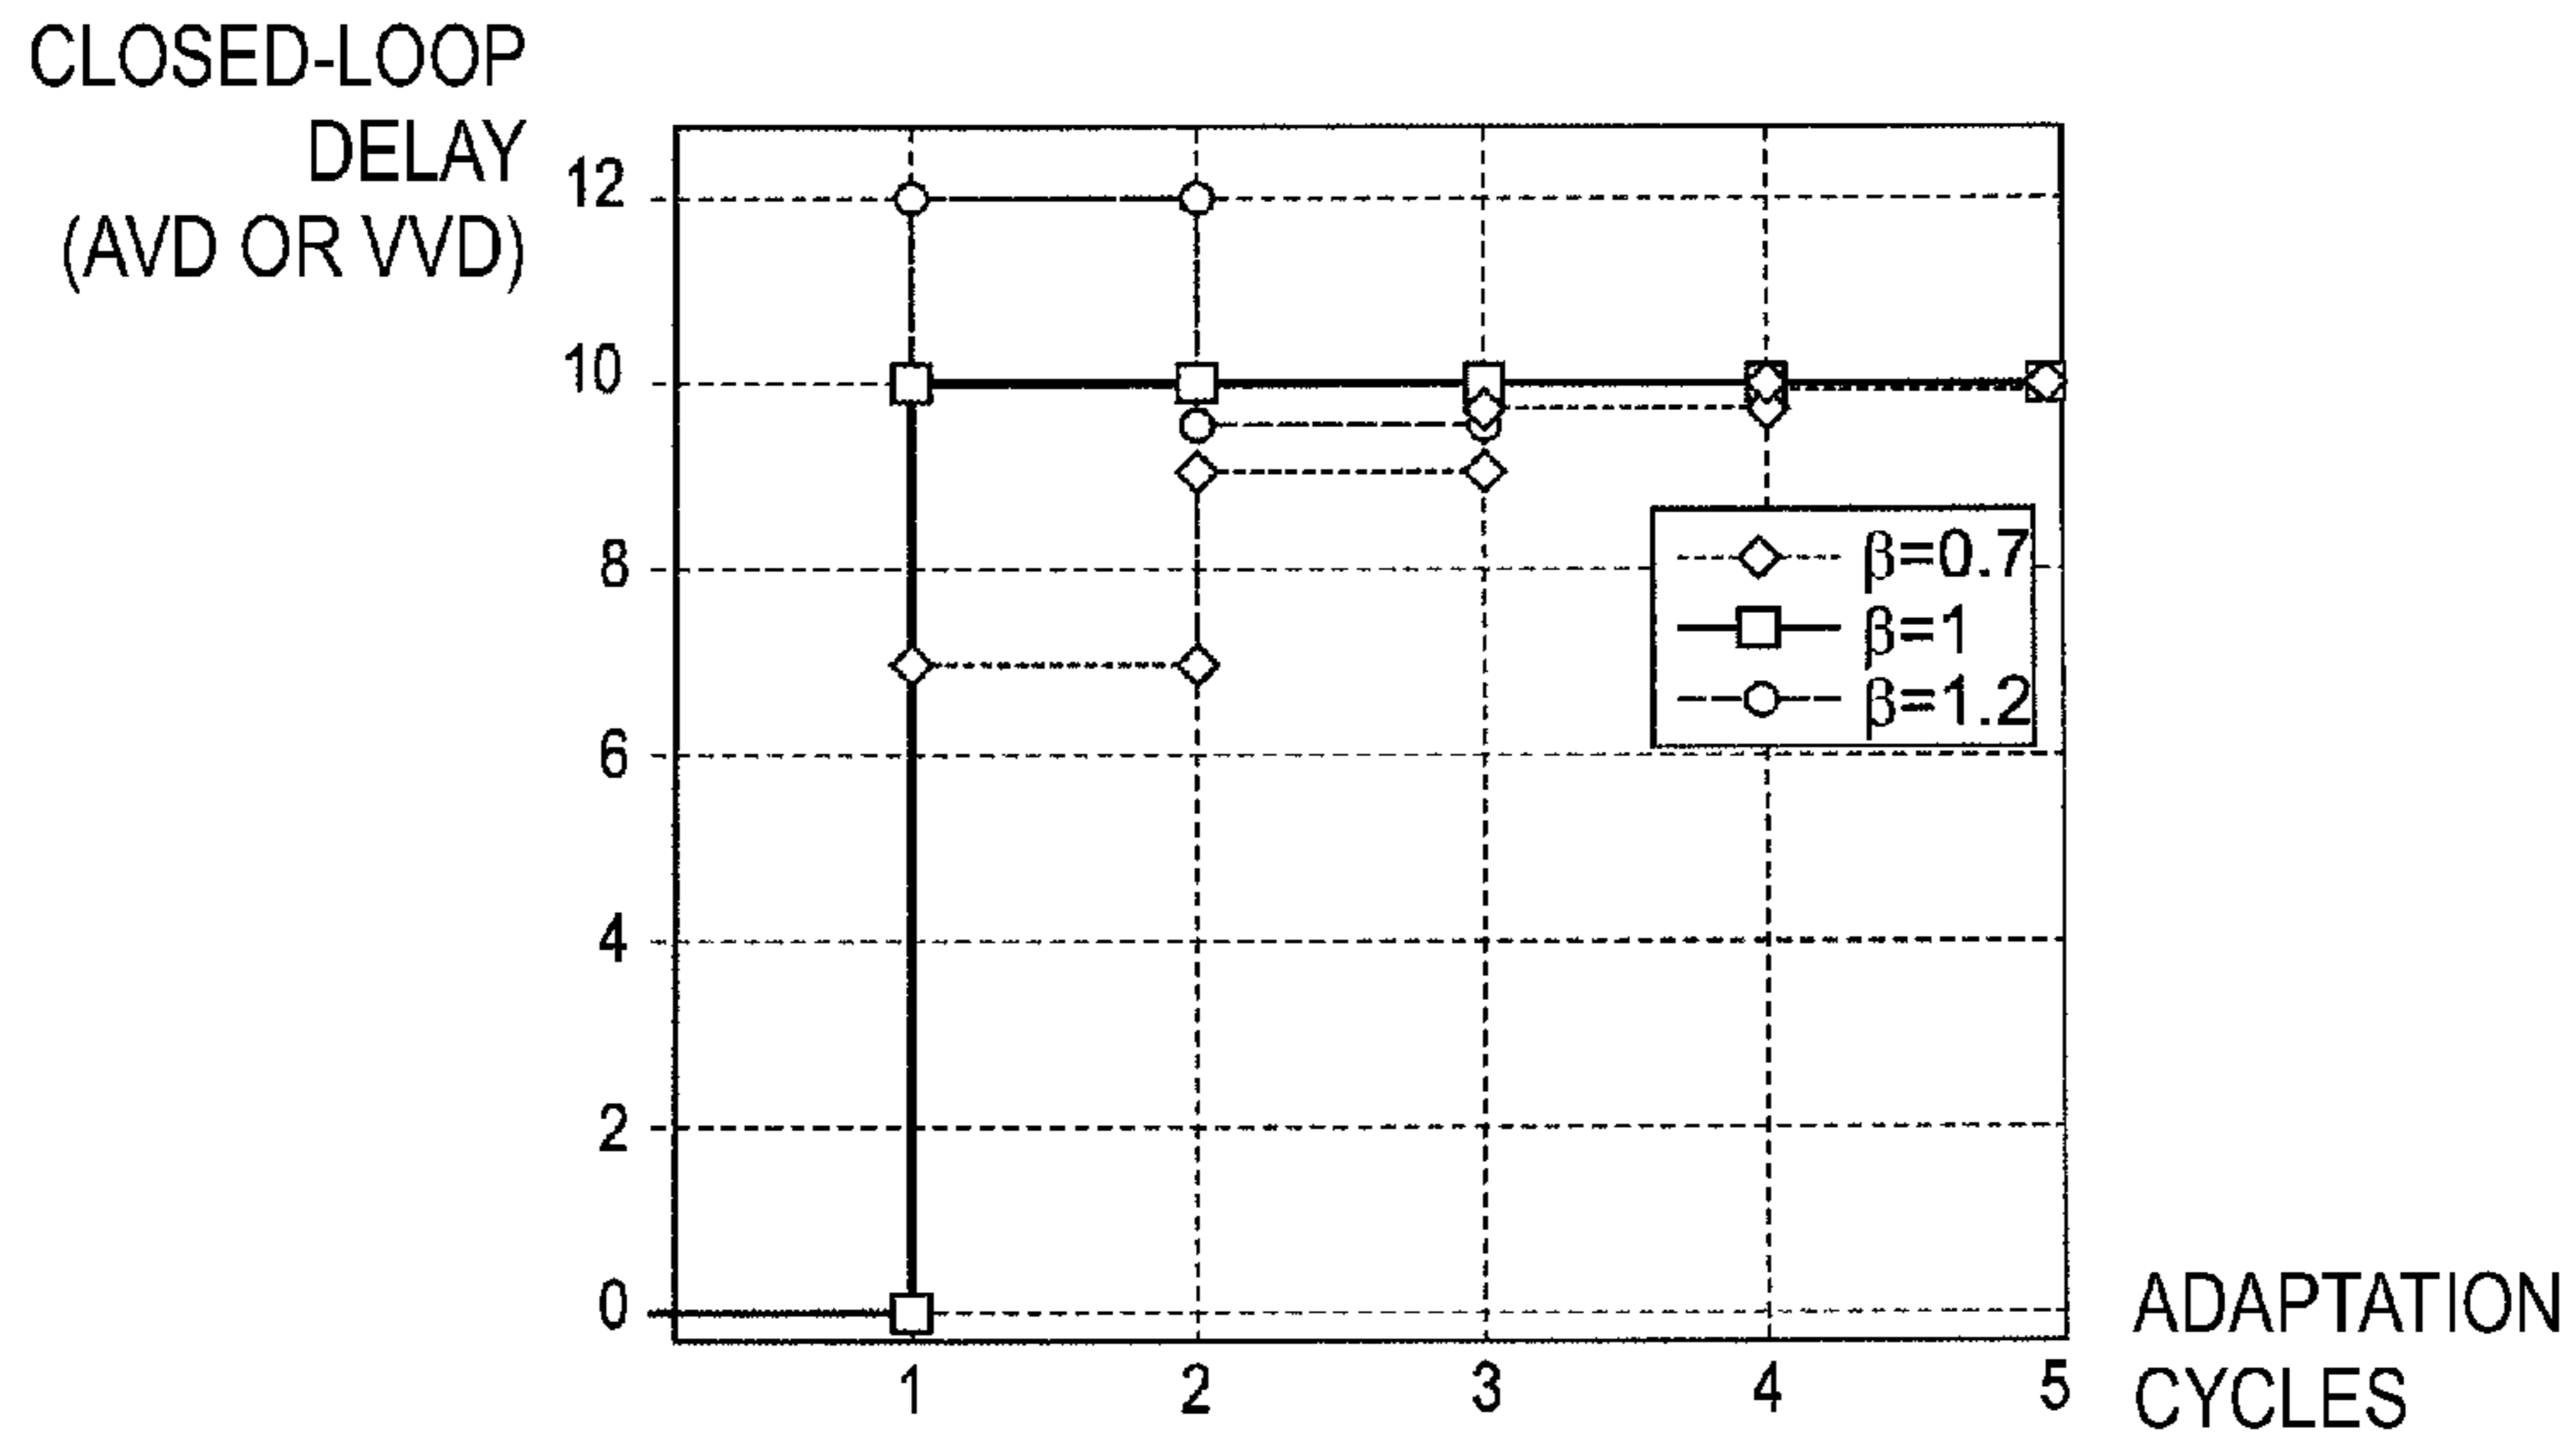 CLOSED-LOOP
DELAY
(AVD OR VVD)
12
10
8
6
4
2
0
β=0.7
β=1
β=1.2
1 2 3 4 5
ADAPTATION
CYCLES